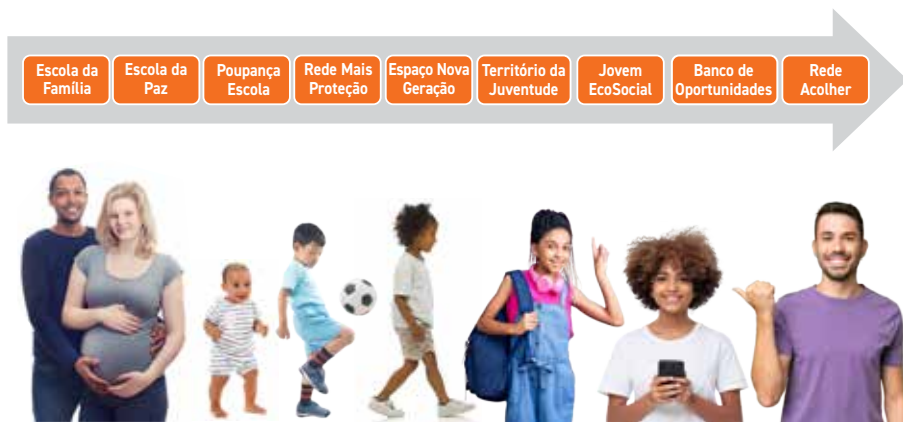 Escola da
Família
Escola da
Paz
Poupança
Escola
Rede Mais
Proteção
Espaço Nova
Geração
Território da
Juventude
Jovem
EcoSocial
Banco de
Oportunidades
Rede
Acolher